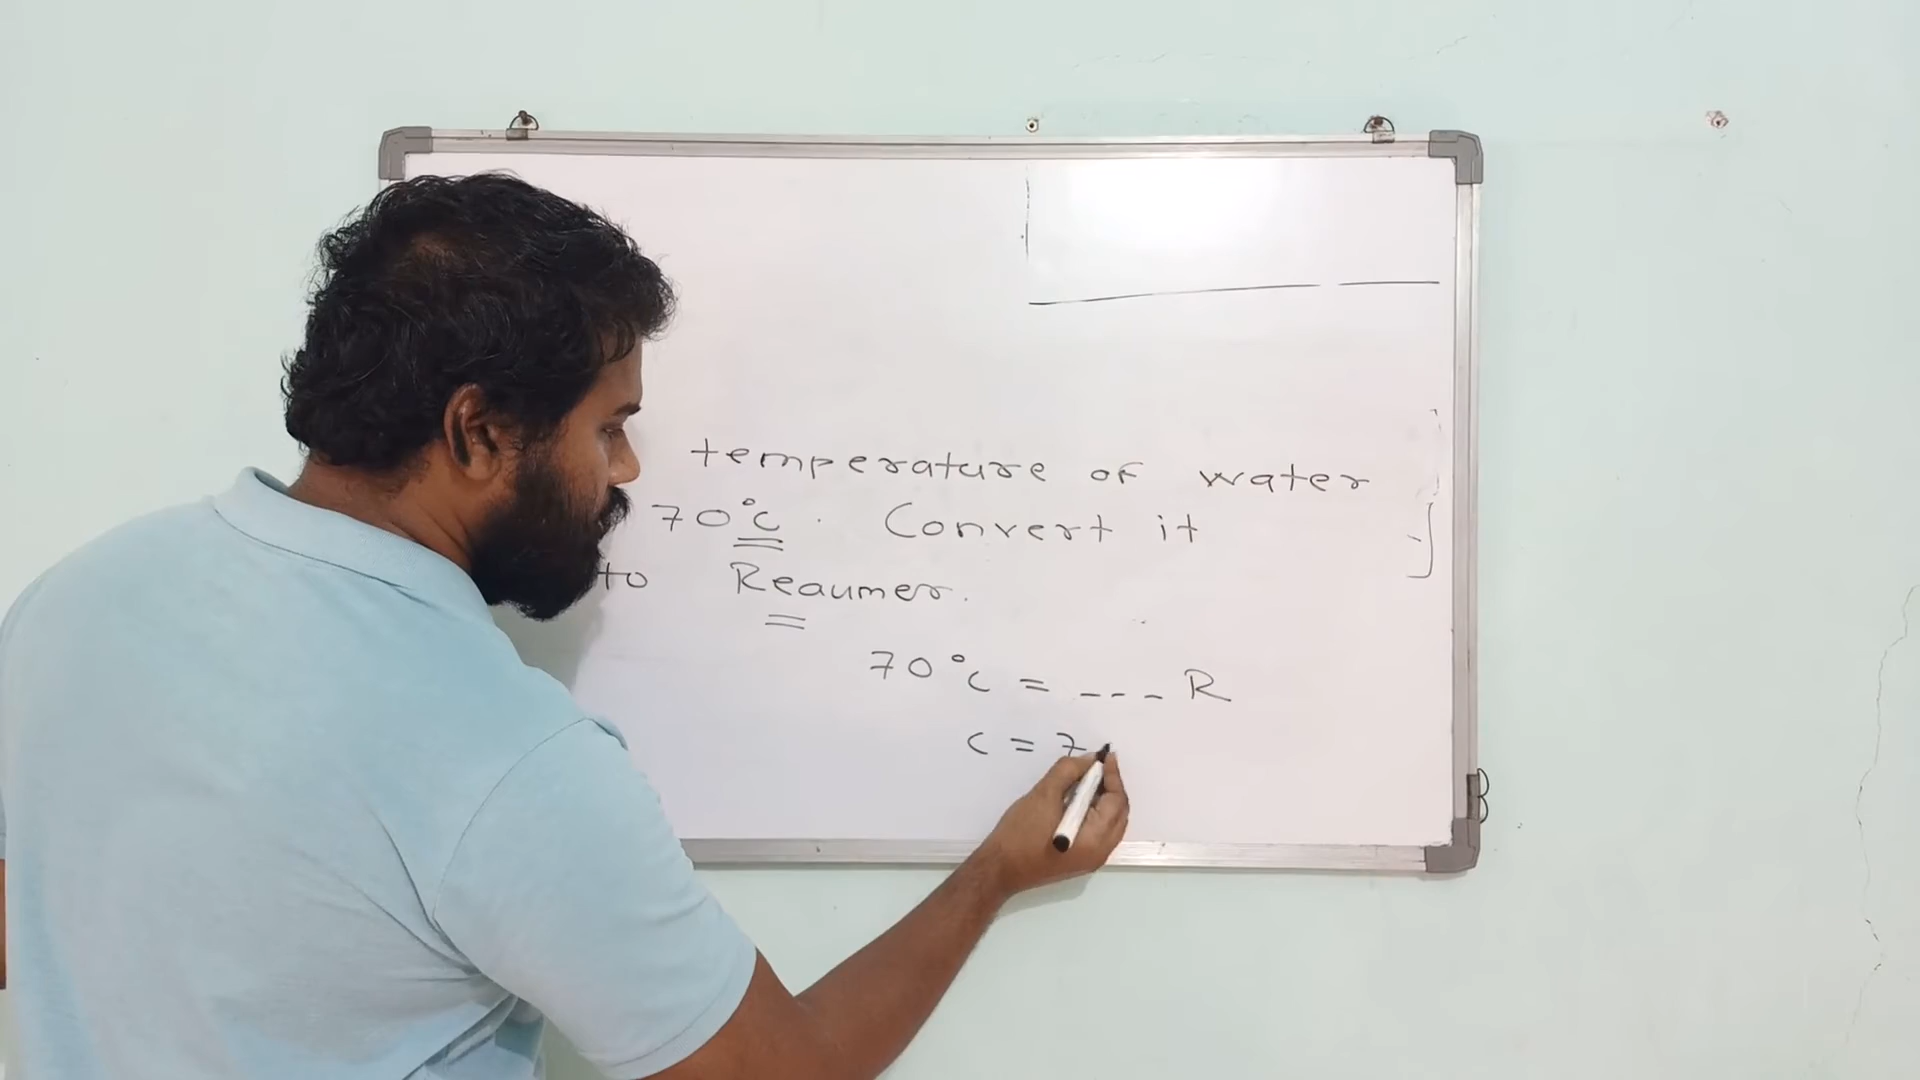 temperature of water
70°c. Convert it
to Reaumer.
70°c = --- R
c = 7